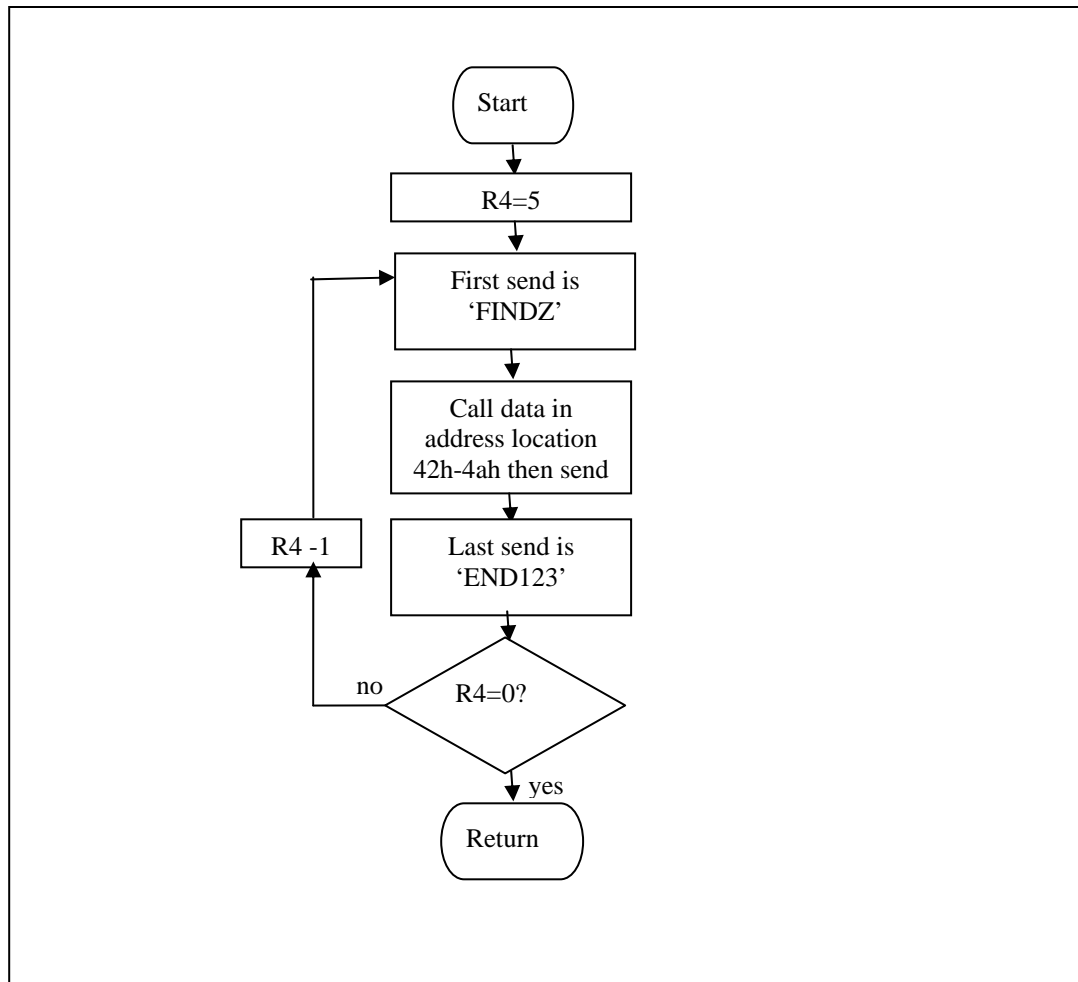 Start
R4=5
First send is
‘FINDZ’
Call data in
address location
42h-4ah then send
R4 -1
Last send is
‘END123’
no
R4=0?
yes
Return